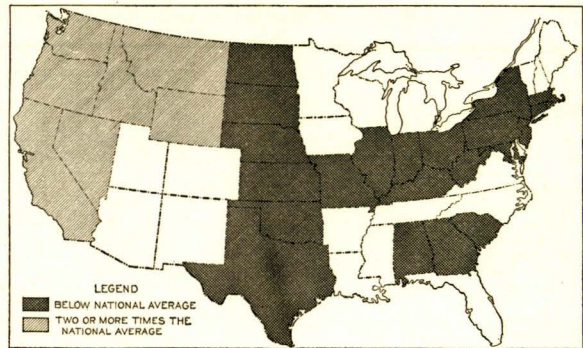 LEGEND
BELOW NATIONAL AVERAGE
TWO OR MORE TIMES THE
NATIONAL AVERAGE